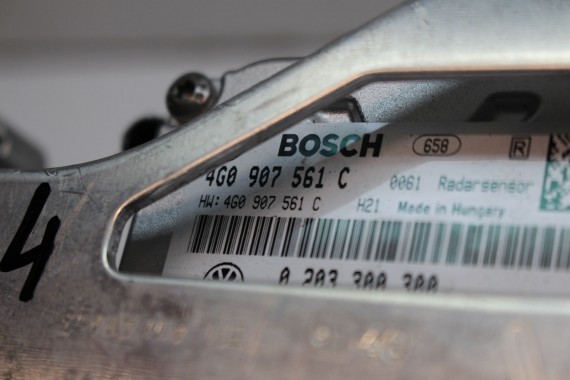 BOSCH 658 R
4G0 907 561 C 0061 Radarsensor
HW: 4G0 907 561 C H21 Made in Hungary
0 203 300 300
4